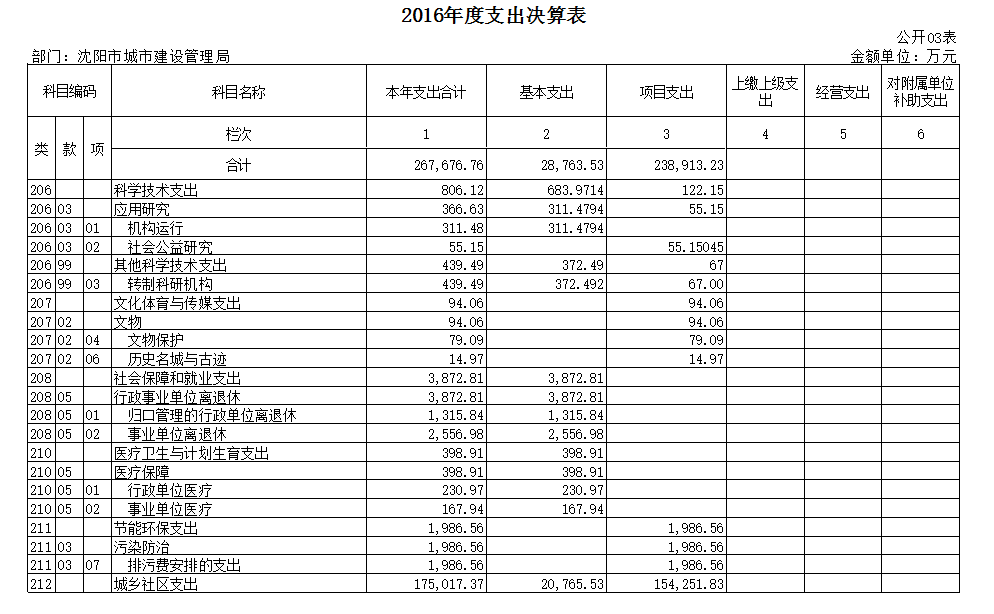 2016年度支出决算表
公开03表
部门：沈阳市城市建设管理局 金额单位：万元
科目编码 科目名称 本年支出合计 基本支出 项目支出 上缴上级支出 经营支出 对附属单位补助支出
类 款 项 栏次 1 2 3 4 5 6
合计 267,676.76 28,763.53 238,913.23
206 科学技术支出 806.12 683.9714 122.15
206 03 应用研究 366.63 311.4794 55.15
206 03 01 机构运行 311.48 311.4794
206 03 02 社会公益研究 55.15 55.15045
206 99 其他科学技术支出 439.49 372.49 67
206 99 03 转制科研机构 439.49 372.492 67.00
207 文化体育与传媒支出 94.06 94.06
207 02 文物 94.06 94.06
207 02 04 文物保护 79.09 79.09
207 02 06 历史名城与古迹 14.97 14.97
208 社会保障和就业支出 3,872.81 3,872.81
208 05 行政事业单位离退休 3,872.81 3,872.81
208 05 01 归口管理的行政单位离退休 1,315.84 1,315.84
208 05 02 事业单位离退休 2,556.98 2,556.98
210 医疗卫生与计划生育支出 398.91 398.91
210 05 医疗保障 398.91 398.91
210 05 01 行政单位医疗 230.97 230.97
210 05 02 事业单位医疗 167.94 167.94
211 节能环保支出 1,986.56 1,986.56
211 03 污染防治 1,986.56 1,986.56
211 03 07 排污费安排的支出 1,986.56 1,986.56
212 城乡社区支出 175,017.37 20,765.53 154,251.83